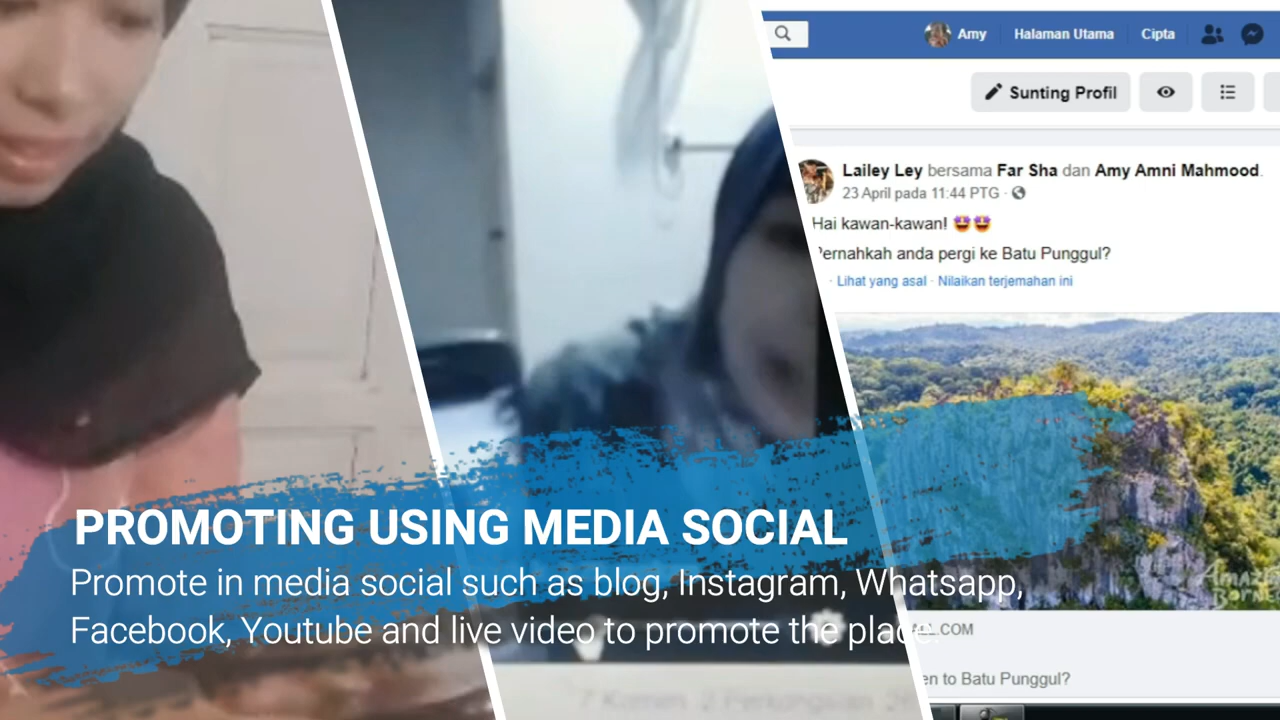 Amy Halaman Utama Cipta
Sunting Profil
Lailey Ley bersama Far Sha dan Amy Amni Mahmood.
23 April pada 11:44 PTG
Hai kawan-kawan!
Pernahkah anda pergi ke Batu Punggul?
· Lihat yang asal · Nilaikan terjemahan ini
PROMOTING USING MEDIA SOCIAL
Promote in media social such as blog, Instagram, Whatsapp,
Facebook, Youtube and live video to promote the place.
.COM
en to Batu Punggul?